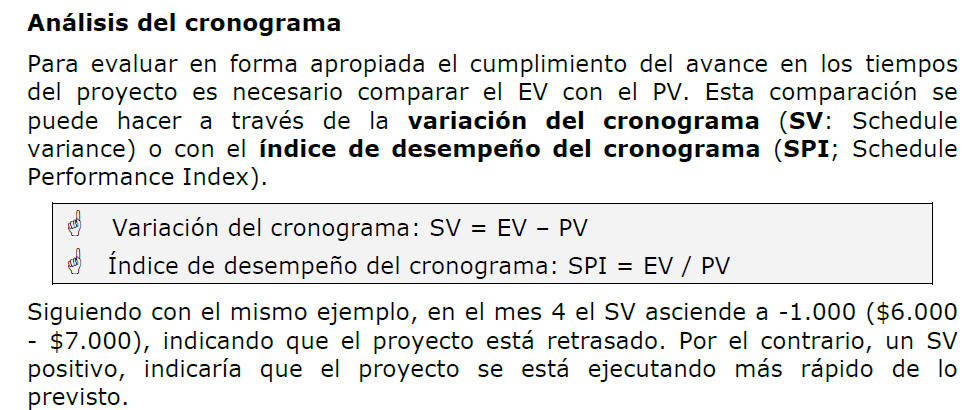 Análisis del cronograma
Para evaluar en forma apropiada el cumplimiento del avance en los tiempos
del proyecto es necesario comparar el EV con el PV. Esta comparación se
puede hacer a través de la variación del cronograma (SV: Schedule
variance) o con el índice de desempeño del cronograma (SPI; Schedule
Performance Index).
Variación del cronograma: SV = EV – PV
Índice de desempeño del cronograma: SPI = EV / PV
Siguiendo con el mismo ejemplo, en el mes 4 el SV asciende a -1.000 ($6.000
- $7.000), indicando que el proyecto está retrasado. Por el contrario, un SV
positivo, indicaría que el proyecto se está ejecutando más rápido de lo
previsto.